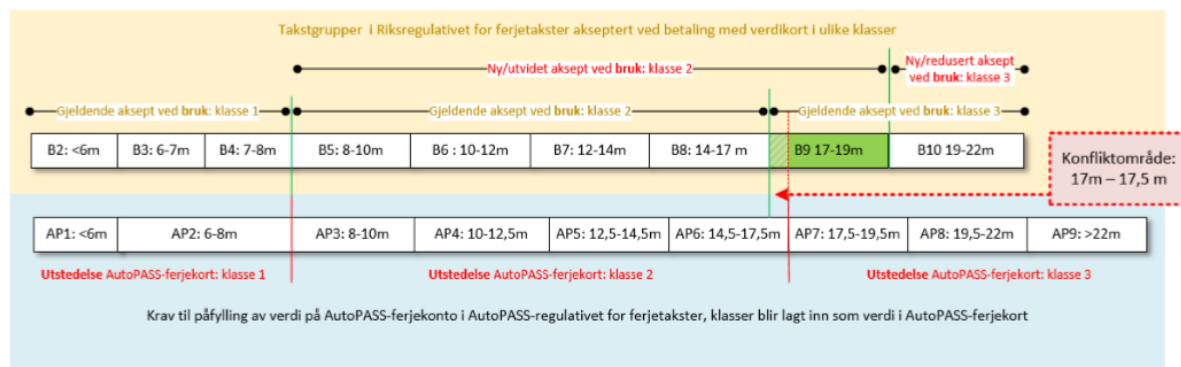 Takstgrupper i Riksregulativet for ferjetakster akseptert ved betaling med verdikort i ulike klasser
Ny/utvidet aksept ved bruk: klasse 2
Ny/redusert aksept
ved bruk: klasse 3
Gjeldende aksept ved bruk: klasse 1
Gjeldende aksept ved bruk: klasse 2
Gjeldende aksept ved bruk: klasse 3
B2: <6m
B3: 6-7m
B4: 7-8m
B5: 8-10m
B6 : 10-12m
B7: 12-14m
B8: 14-17 m
B9 17-19m
B10 19-22m
Konfliktområde:
17m – 17,5 m
AP1: <6m
AP2: 6-8m
AP3: 8-10m
AP4: 10-12,5m
AP5: 12,5-14,5m
AP6: 14,5-17,5m
AP7: 17,5-19,5m
AP8: 19,5-22m
AP9: >22m
Utstedelse AutoPASS-ferjekort: klasse 1
Utstedelse AutoPASS-ferjekort: klasse 2
Utstedelse AutoPASS-ferjekort: klasse 3
Krav til påfylling av verdi på AutoPASS-ferjekonto i AutoPASS-regulativet for ferjetakster, klasser blir lagt inn som verdi i AutoPASS-ferjekort